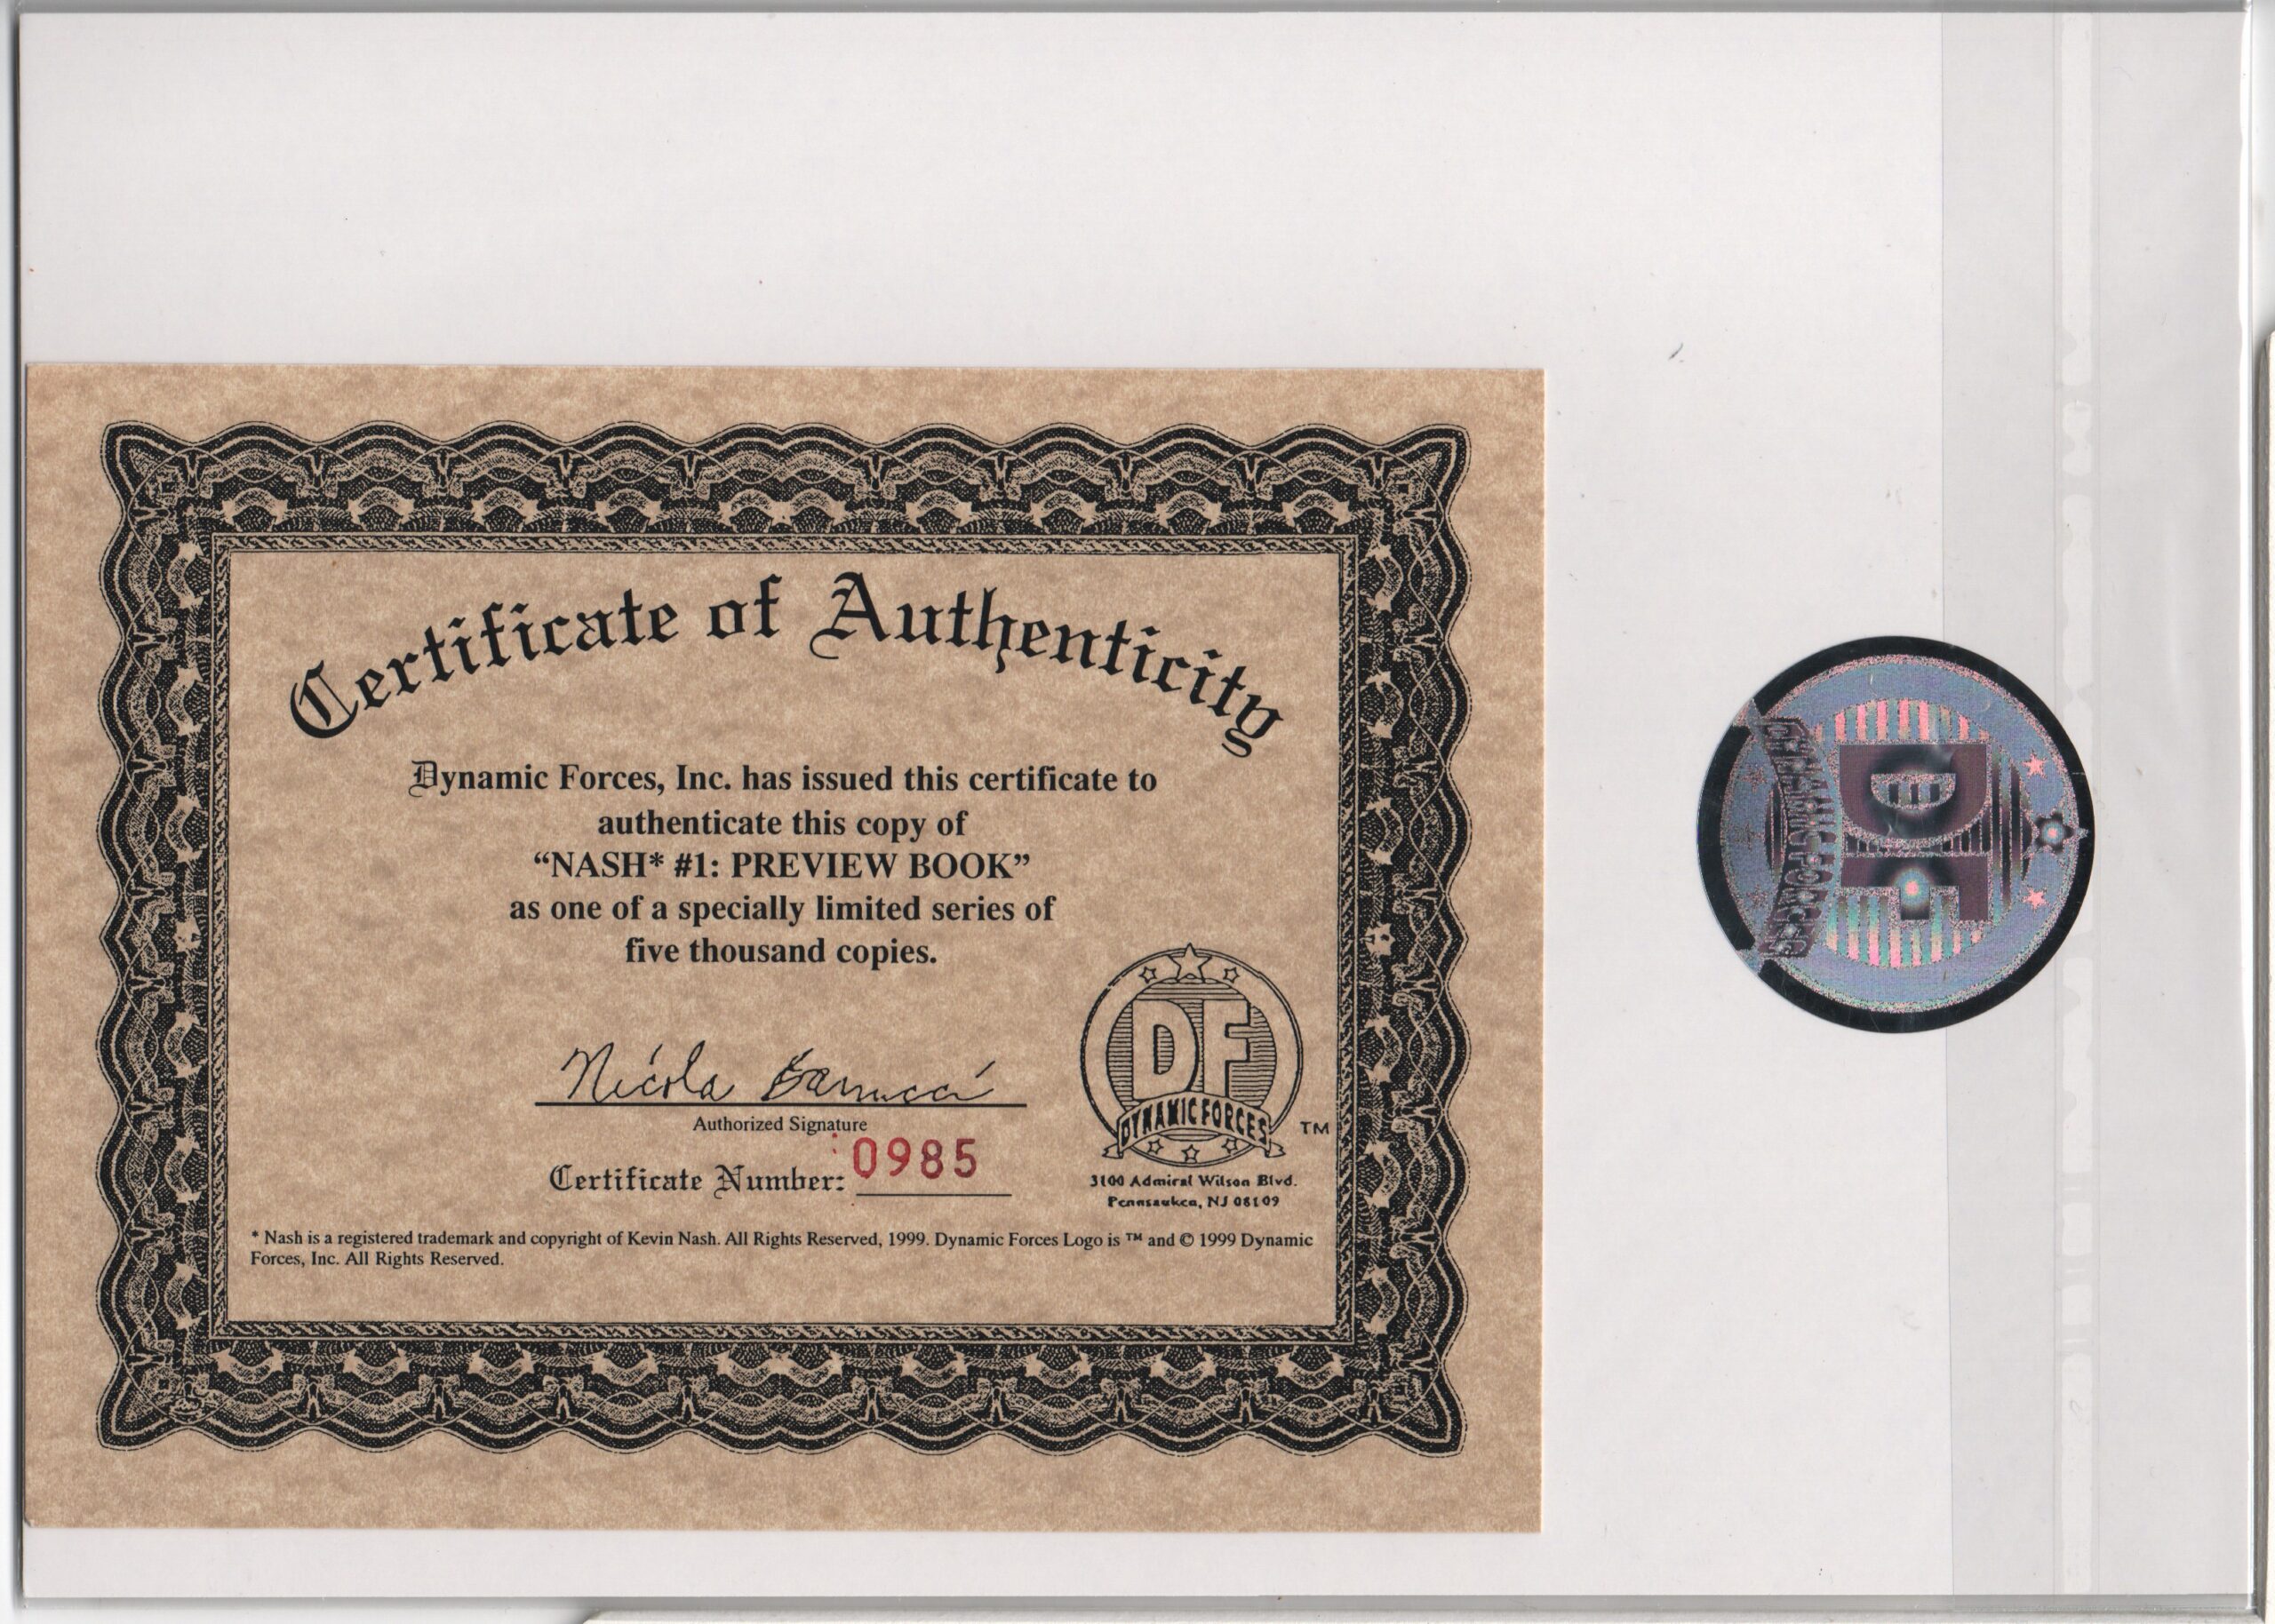 Certificate of Authenticity
Dynamic Forces, Inc. has issued this certificate to
authenticate this copy of
“NASH* #1: PREVIEW BOOK”
as one of a specially limited series of
five thousand copies.
Nicola Barrucci
Authorized Signature
Certificate Number: 0985
DF
DYNAMIC FORCES
TM
3100 Admiral Wilson Blvd.
Pennsauken, NJ 08109
* Nash is a registered trademark and copyright of Kevin Nash. All Rights Reserved, 1999. Dynamic Forces Logo is ™ and © 1999 Dynamic
Forces, Inc. All Rights Reserved.
DF
DYNAMIC FORCES